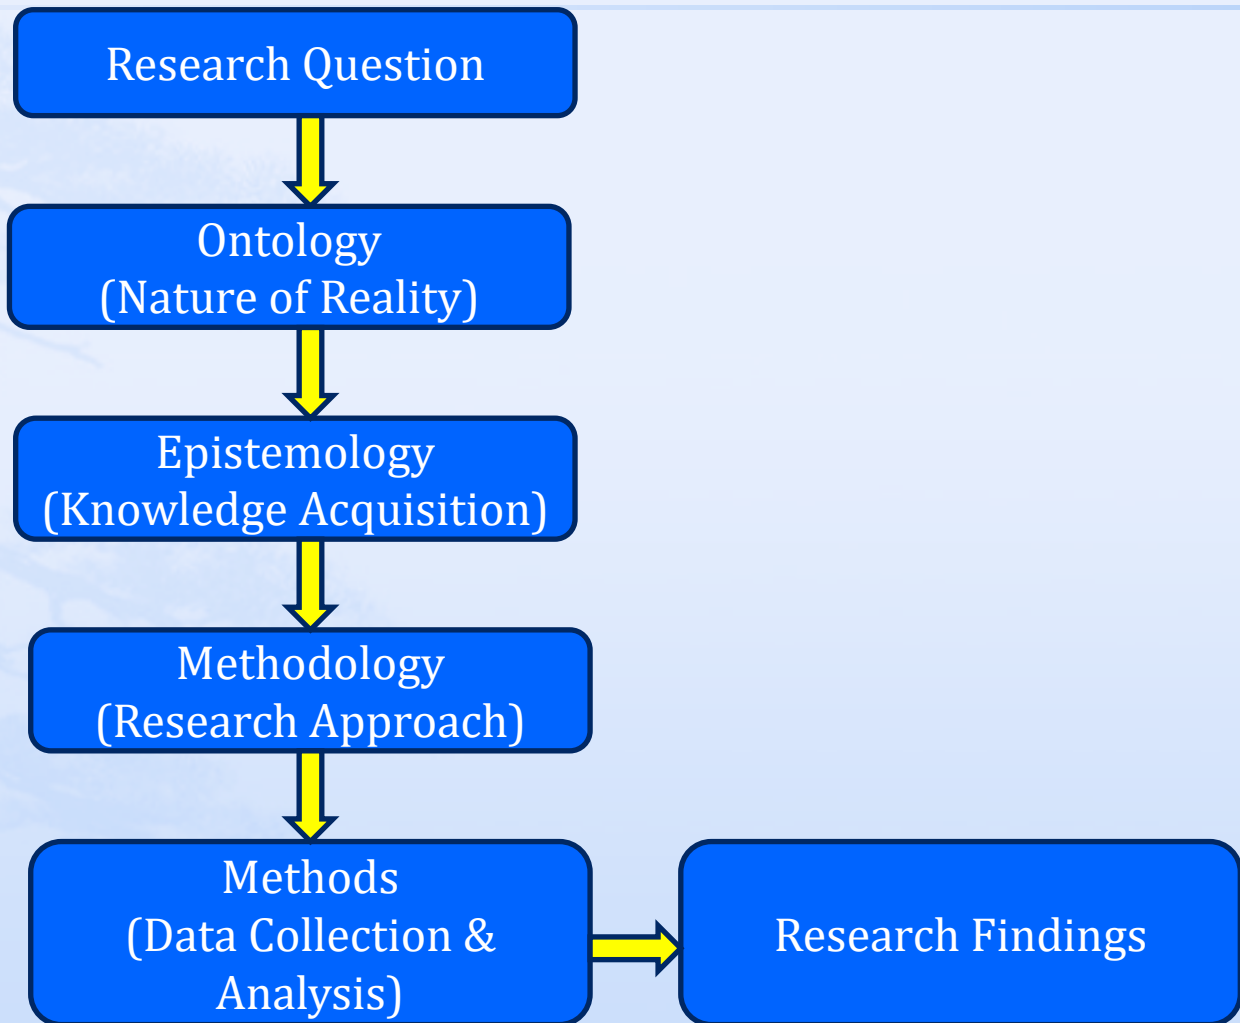 Research Question
Ontology
(Nature of Reality)
Epistemology
(Knowledge Acquisition)
Methodology
(Research Approach)
Methods
(Data Collection &
Analysis)
Research Findings